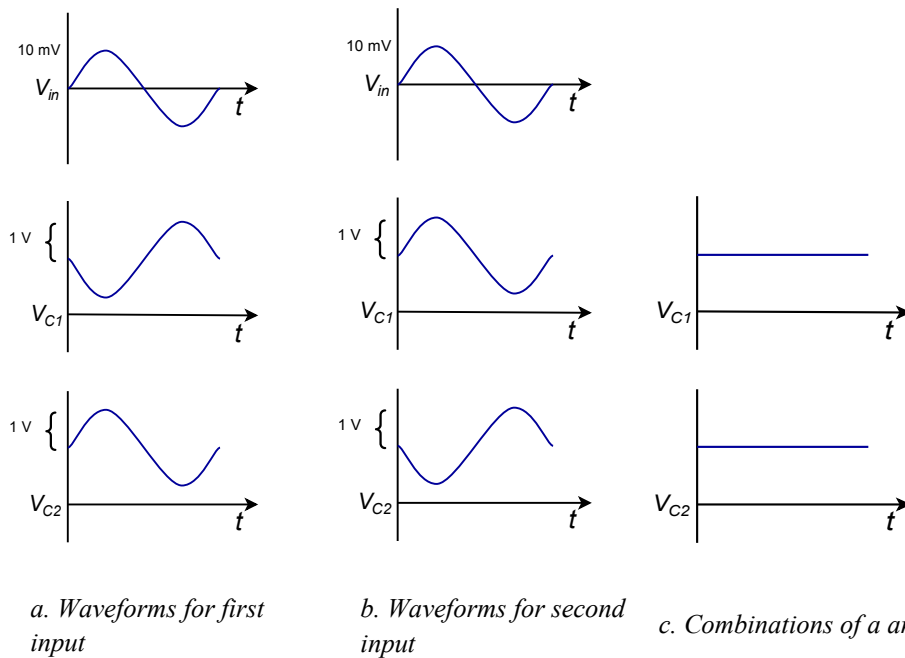 10 mV
V_in
t
1 V
V_C1
t
1 V
V_C2
t
a. Waveforms for first
input
10 mV
V_in
t
1 V
V_C1
t
1 V
V_C2
t
b. Waveforms for second
input
V_C1
t
V_C2
t
c. Combinations of a